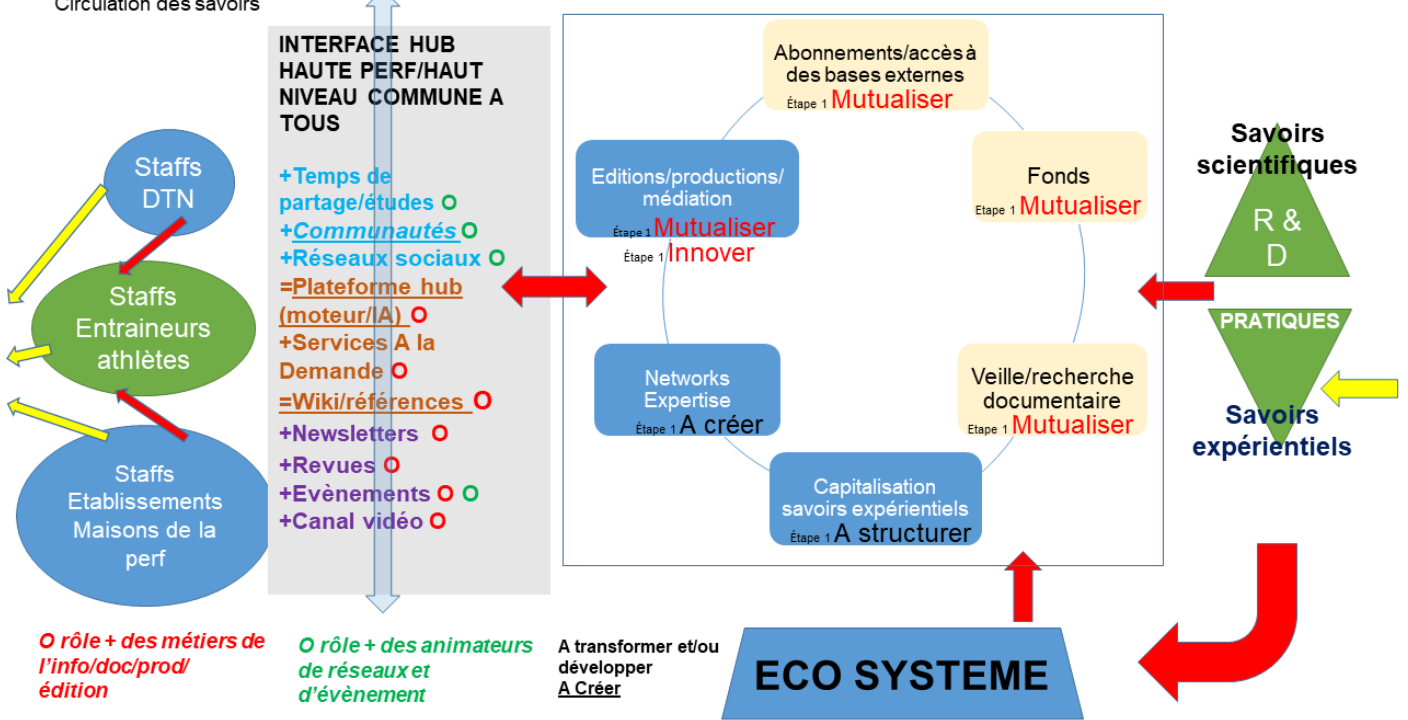 Circulation des savoirs
INTERFACE HUB
HAUTE PERF/HAUT
NIVEAU COMMUNE A
TOUS
+Temps de
partage/études O
+Communautés O
+Réseaux sociaux O
=Plateforme hub
(moteur/IA) O
+Services A la
Demande O
=Wiki/références O
+Newsletters O
+Revues O
+Evènements O O
+Canal vidéo O
Staffs
DTN
Staffs
Entraineurs
athlètes
Staffs
Etablissements
Maisons de la
perf
Abonnements/accès à
des bases externes
Étape 1 Mutualiser
Editions/productions/
médiation
Étape 1 Mutualiser
Étape 1 Innover
Fonds
Etape 1 Mutualiser
Networks
Expertise
Étape 1 A créer
Veille/recherche
documentaire
Etape 1 Mutualiser
Capitalisation
savoirs expérientiels
Étape 1 A structurer
Savoirs
scientifiques
R &
D
PRATIQUES
Savoirs
expérientiels
O rôle + des métiers de
l'info/doc/prod/
édition
O rôle + des animateurs
de réseaux et
d'évènement
A transformer et/ou
développer
A Créer
ECO SYSTEME